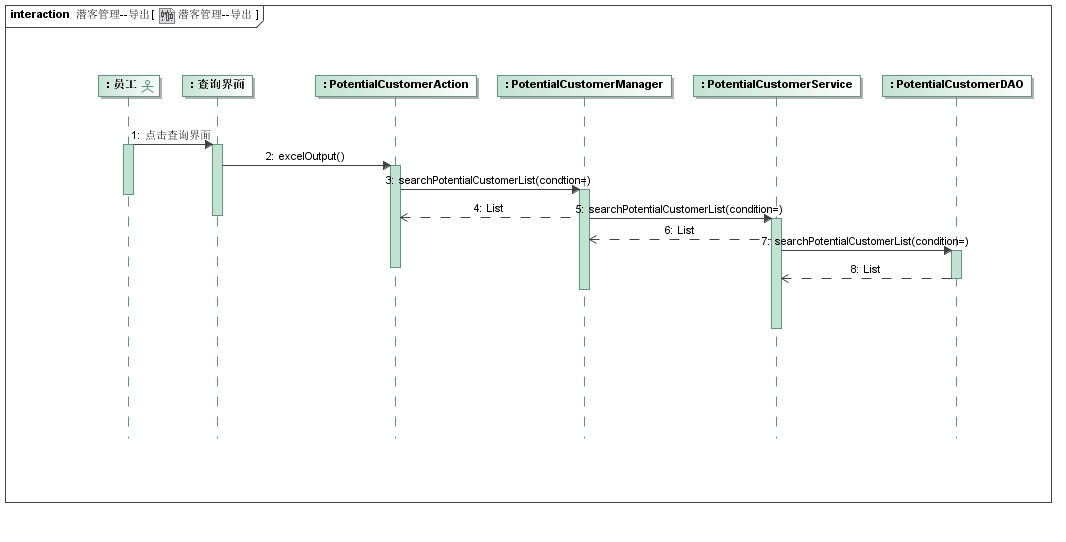 interaction 潜客管理--导出[ 潜客管理--导出 ]
: 员工
: 查询界面
: PotentialCustomerAction
: PotentialCustomerManager
: PotentialCustomerService
: PotentialCustomerDAO
1: 点击查询界面
2: excelOutput()
3: searchPotentialCustomerList(condtion=)
4: List
5: searchPotentialCustomerList(condition=)
6: List
7: searchPotentialCustomerList(condition=)
8: List